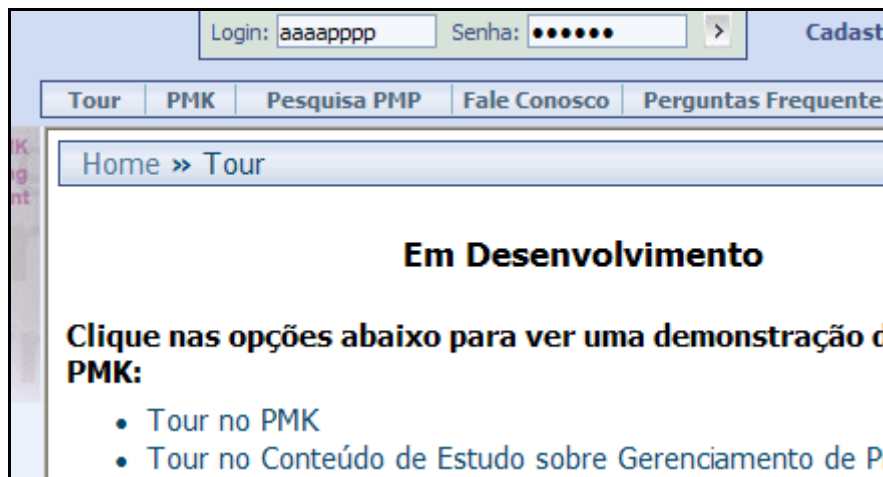 Login: aaaapppp Senha: ●●●●●● > Cadast
Tour PMK Pesquisa PMP Fale Conosco Perguntas Frequente
K
g
nt
Home » Tour
Em Desenvolvimento
Clique nas opções abaixo para ver uma demonstração d
PMK:
• Tour no PMK
• Tour no Conteúdo de Estudo sobre Gerenciamento de P